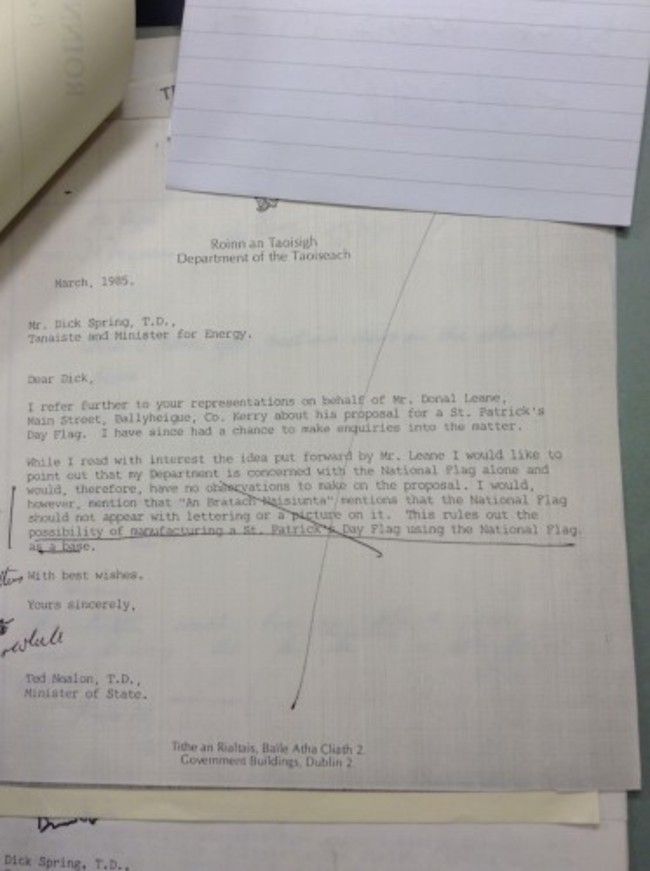 ROINN
Roinn an Taoisigh
Department of the Taoiseach
March, 1985.
Mr. Dick Spring, T.D.,
Tanaiste and Minister for Energy.
Dear Dick,
I refer further to your representations on behalf of Mr. Donal Leane,
Main Street, Ballyheigue, Co. Kerry about his proposal for a St. Patrick's
Day Flag. I have since had a chance to make enquiries into the matter.
While I read with interest the idea put forward by Mr. Leane I would like to
point out that my Department is concerned with the National Flag alone and
would, therefore, have no observations to make on the proposal. I would,
however, mention that "An Bratach Naisiunta" mentions that the National Flag
should not appear with lettering or a picture on it. This rules out the
possibility of manufacturing a St. Patrick's Day Flag using the National Flag
as a base.
With best wishes.
Yours sincerely,
Ted Nealon, T.D.,
Minister of State.
Tithe an Rialtais, Baile Atha Cliath 2
Government Buildings, Dublin 2
Dick Spring, T.D.,